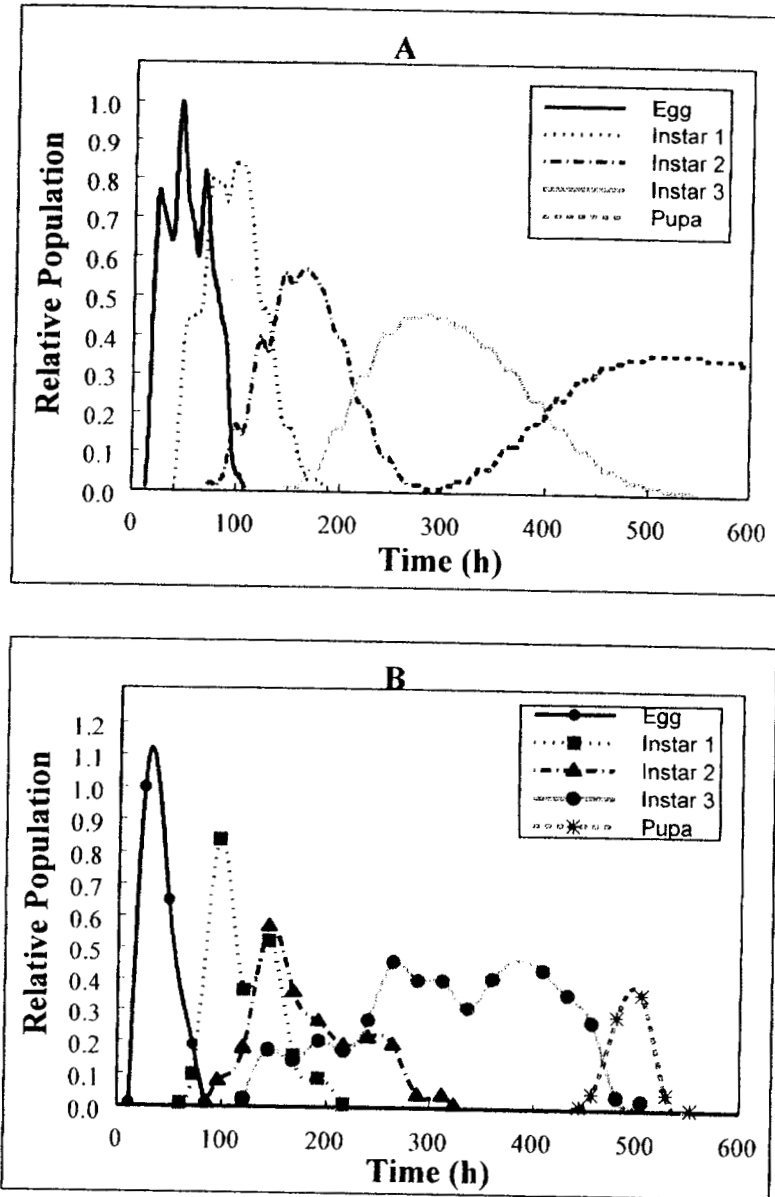 A
Relative Population
1.0
0.9
0.8
0.7
0.6
0.5
0.4
0.3
0.2
0.1
0.0
Egg
Instar 1
Instar 2
Instar 3
Pupa
0 100 200 300 400 500 600
Time (h)
B
Relative Population
1.2
1.1
1.0
0.9
0.8
0.7
0.6
0.5
0.4
0.3
0.2
0.1
0.0
Egg
Instar 1
Instar 2
Instar 3
Pupa
0 100 200 300 400 500 600
Time (h)